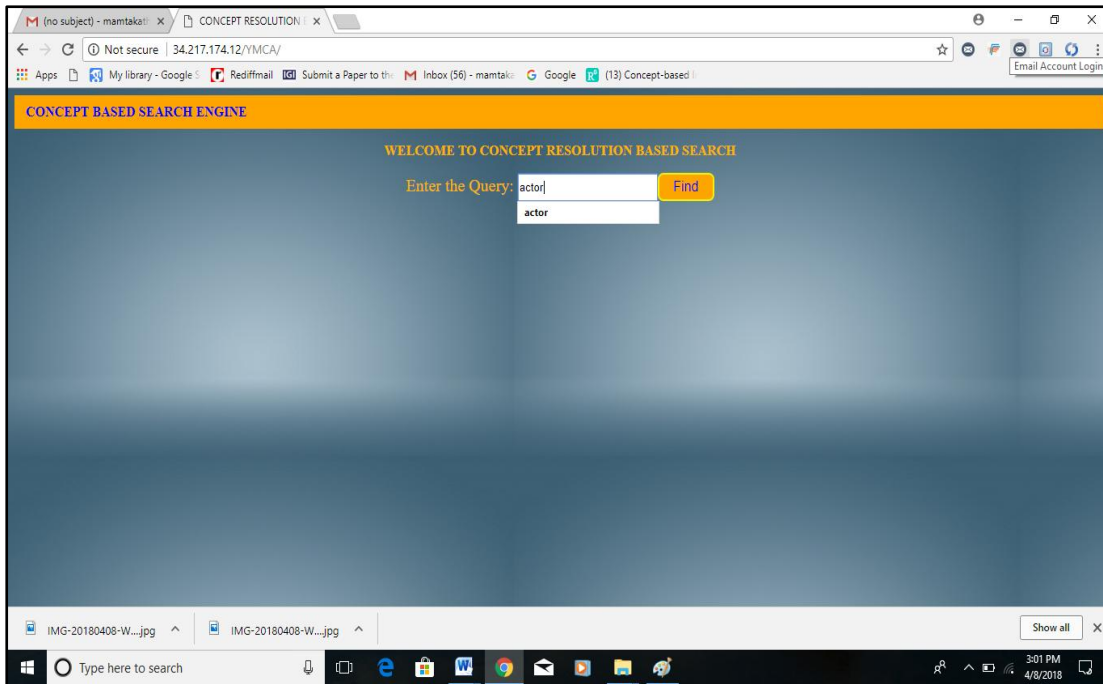 M (no subject) - mamtakat
CONCEPT RESOLUTION
Not secure | 34.217.174.12/YMCA/
Apps My library - Google S Rediffmail IGI Submit a Paper to the M Inbox (56) - mamtaka G Google (13) Concept-based
Email Account Login
CONCEPT BASED SEARCH ENGINE
WELCOME TO CONCEPT RESOLUTION BASED SEARCH
Enter the Query: actor Find
actor
IMG-20180408-W....jpg IMG-20180408-W....jpg Show all
Type here to search 3:01 PM
4/8/2018